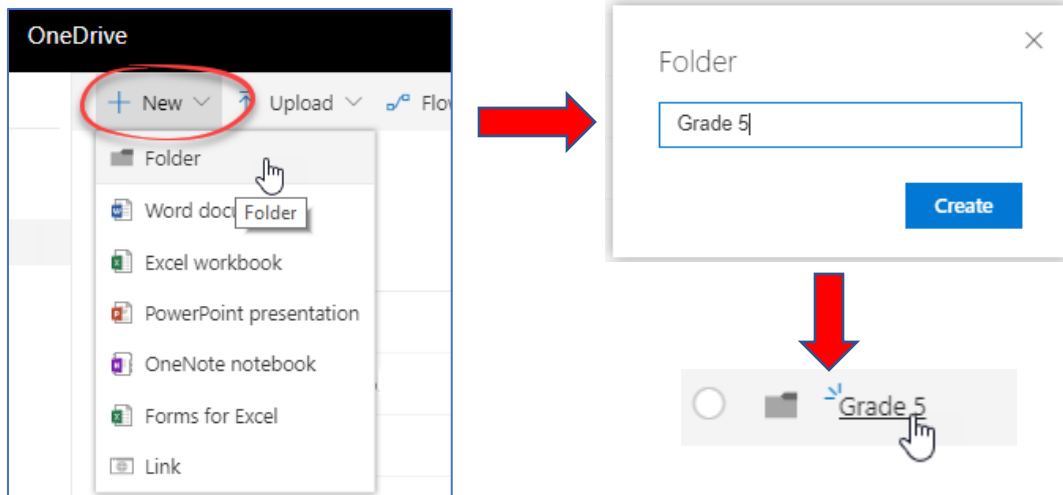 OneDrive
New Upload
Folder
Word doc
Folder
Excel workbook
PowerPoint presentation
OneNote notebook
Forms for Excel
Link
Folder
Grade 5
Create
Grade 5